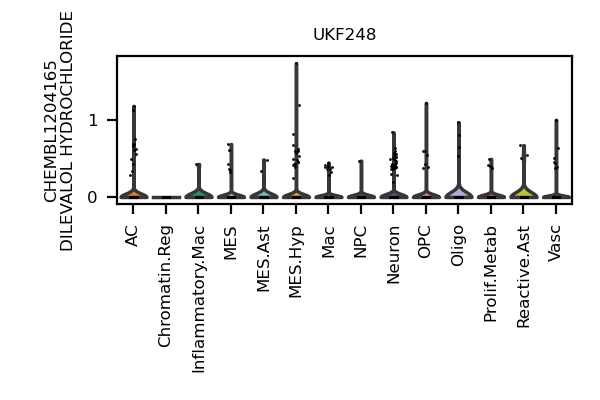 UKF248
CHEMBL1204165
DILEVALOL HYDROCHLORIDE
1
0
AC
Chromatin.Reg
Inflammatory.Mac
MES
MES.Ast
MES.Hyp
Mac
NPC
Neuron
OPC
Oligo
Prolif.Metab
Reactive.Ast
Vasc